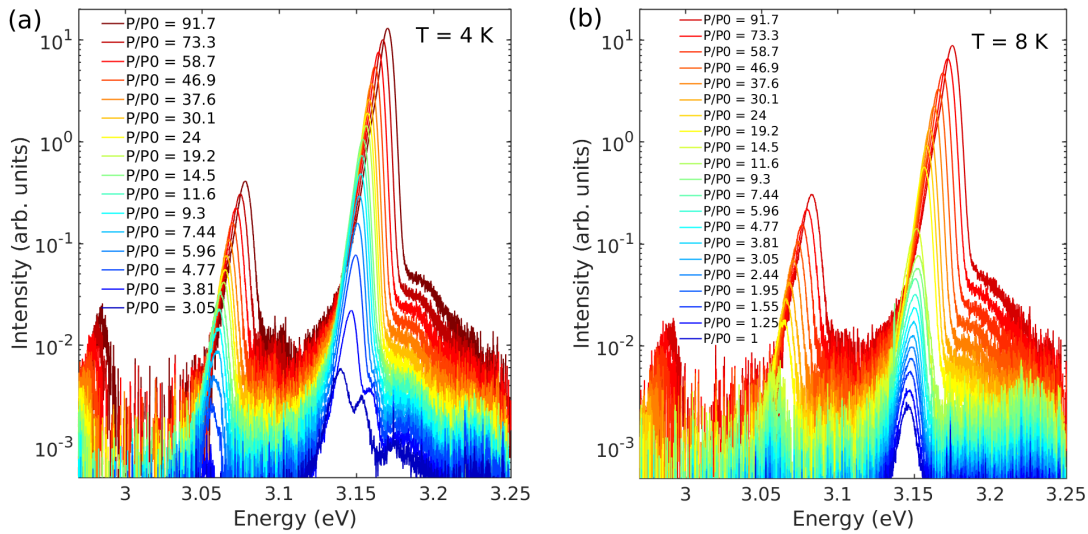 (a)
T = 4 K
P/P0 = 91.7
P/P0 = 73.3
P/P0 = 58.7
P/P0 = 46.9
P/P0 = 37.6
P/P0 = 30.1
P/P0 = 24
P/P0 = 19.2
P/P0 = 14.5
P/P0 = 11.6
P/P0 = 9.3
P/P0 = 7.44
P/P0 = 5.96
P/P0 = 4.77
P/P0 = 3.81
P/P0 = 3.05
Intensity (arb. units)
10^1
10^0
10^-1
10^-2
10^-3
3 3.05 3.1 3.15 3.2 3.25
Energy (eV)
(b)
T = 8 K
P/P0 = 91.7
P/P0 = 73.3
P/P0 = 58.7
P/P0 = 46.9
P/P0 = 37.6
P/P0 = 30.1
P/P0 = 24
P/P0 = 19.2
P/P0 = 14.5
P/P0 = 11.6
P/P0 = 9.3
P/P0 = 7.44
P/P0 = 5.96
P/P0 = 4.77
P/P0 = 3.81
P/P0 = 3.05
P/P0 = 2.44
P/P0 = 1.95
P/P0 = 1.55
P/P0 = 1.25
P/P0 = 1
Intensity (arb. units)
10^1
10^0
10^-1
10^-2
10^-3
3 3.05 3.1 3.15 3.2 3.25
Energy (eV)